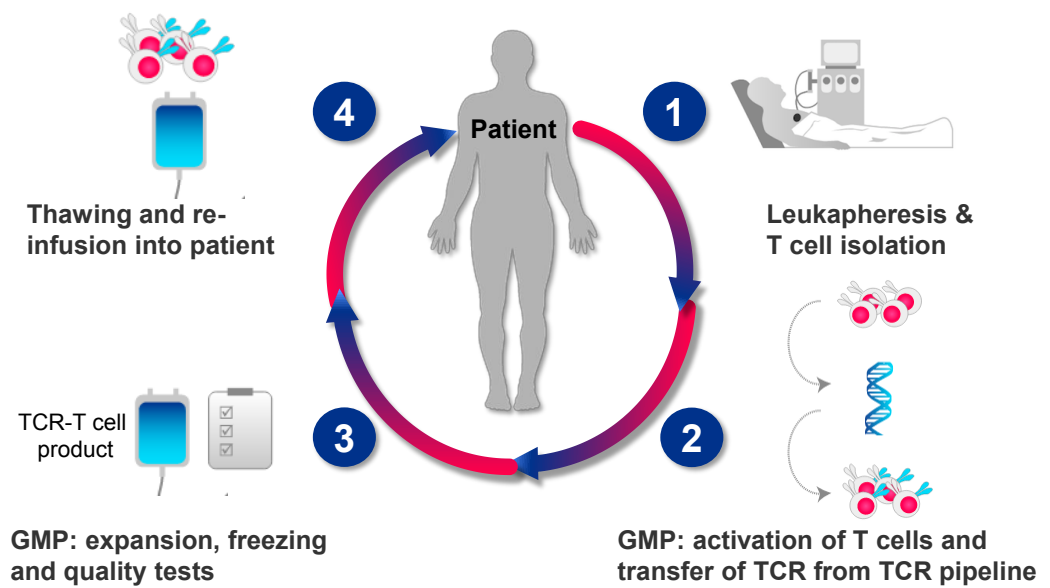 Patient
1
Leukapheresis &
T cell isolation
2
GMP: activation of T cells and
transfer of TCR from TCR pipeline
3
TCR-T cell
product
GMP: expansion, freezing
and quality tests
4
Thawing and re-
infusion into patient